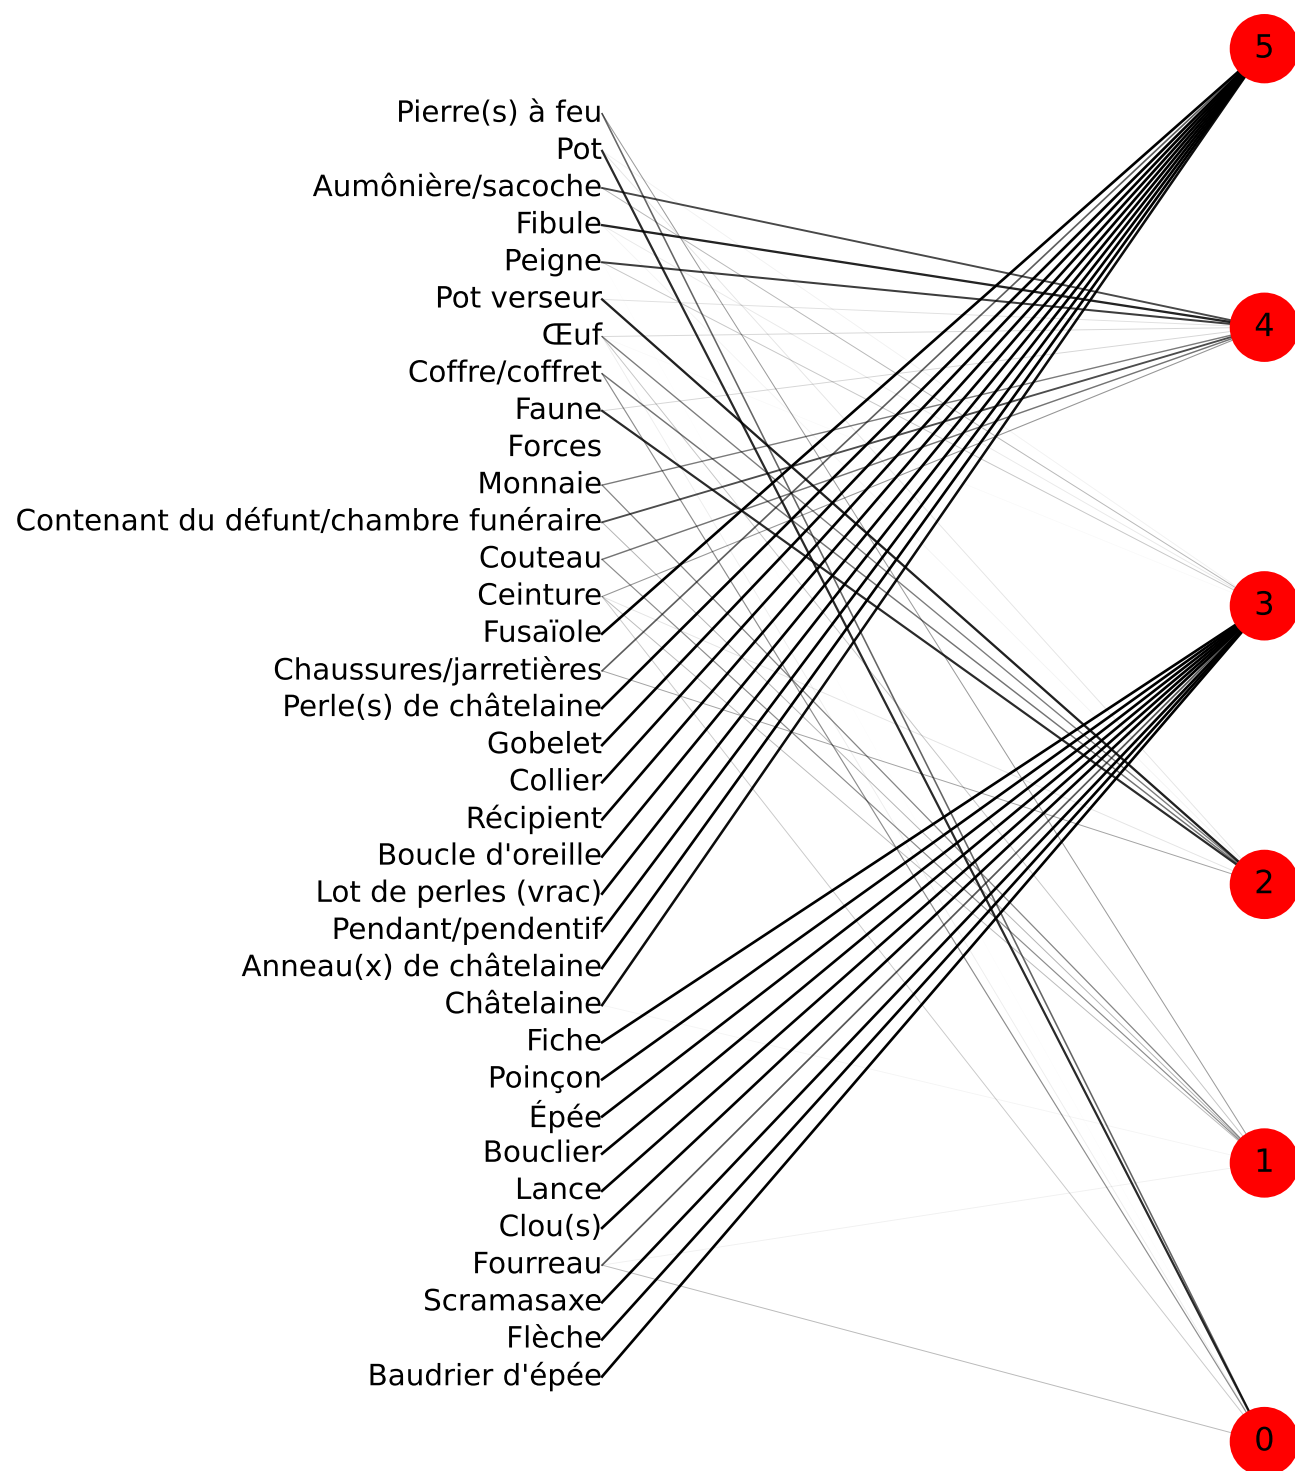 5
Pierre(s) à feu
Pot
Aumônière/sacoche
Fibule
Peigne
Pot verseur
4
Œuf
Coffre/coffret
Faune
Forces
Monnaie
Contenant du défunt/chambre funéraire
Couteau
Ceinture
3
Fusaïole
Chaussures/jarretières
Perle(s) de châtelaine
Gobelet
Collier
Récipient
Boucle d'oreille
2
Lot de perles (vrac)
Pendant/pendentif
Anneau(x) de châtelaine
Châtelaine
Fiche
Poinçon
Épée
Bouclier
1
Lance
Clou(s)
Fourreau
Scramasaxe
Flèche
Baudrier d'épée
0